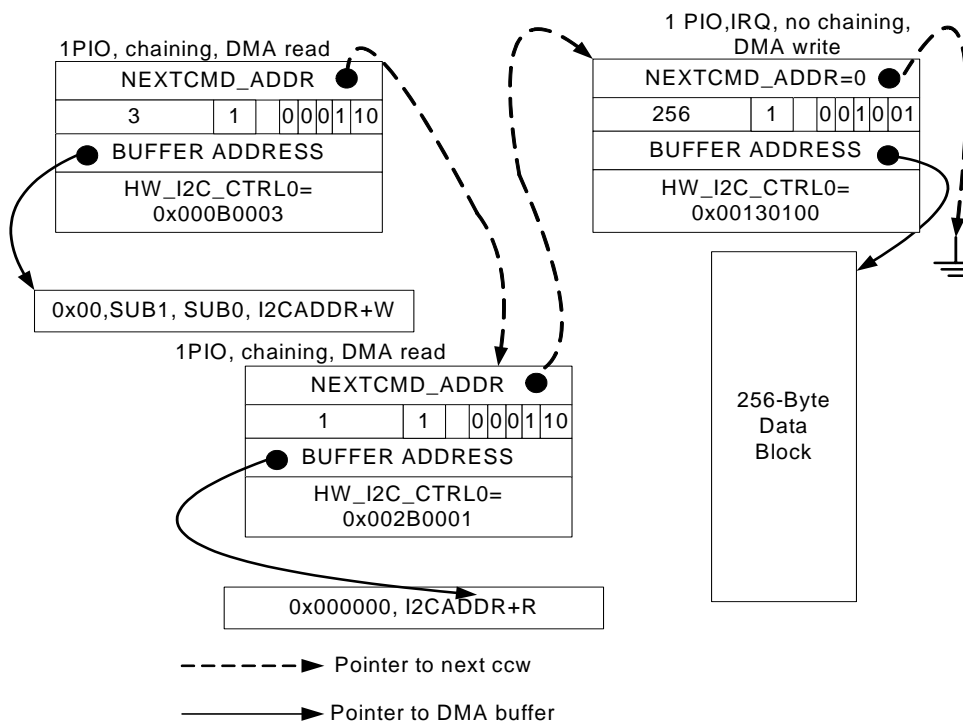 1PIO, chaining, DMA read
NEXTCMD_ADDR
3 1 0 0 0 1 10
BUFFER ADDRESS
HW_I2C_CTRL0=
0x000B0003
0x00,SUB1, SUB0, I2CADDR+W
1PIO, chaining, DMA read
NEXTCMD_ADDR
1 1 0 0 0 1 10
BUFFER ADDRESS
HW_I2C_CTRL0=
0x002B0001
0x000000, I2CADDR+R
1 PIO,IRQ, no chaining,
DMA write
NEXTCMD_ADDR=0
256 1 0 0 1 0 01
BUFFER ADDRESS
HW_I2C_CTRL0=
0x00130100
256-Byte
Data
Block
Pointer to next ccw
Pointer to DMA buffer